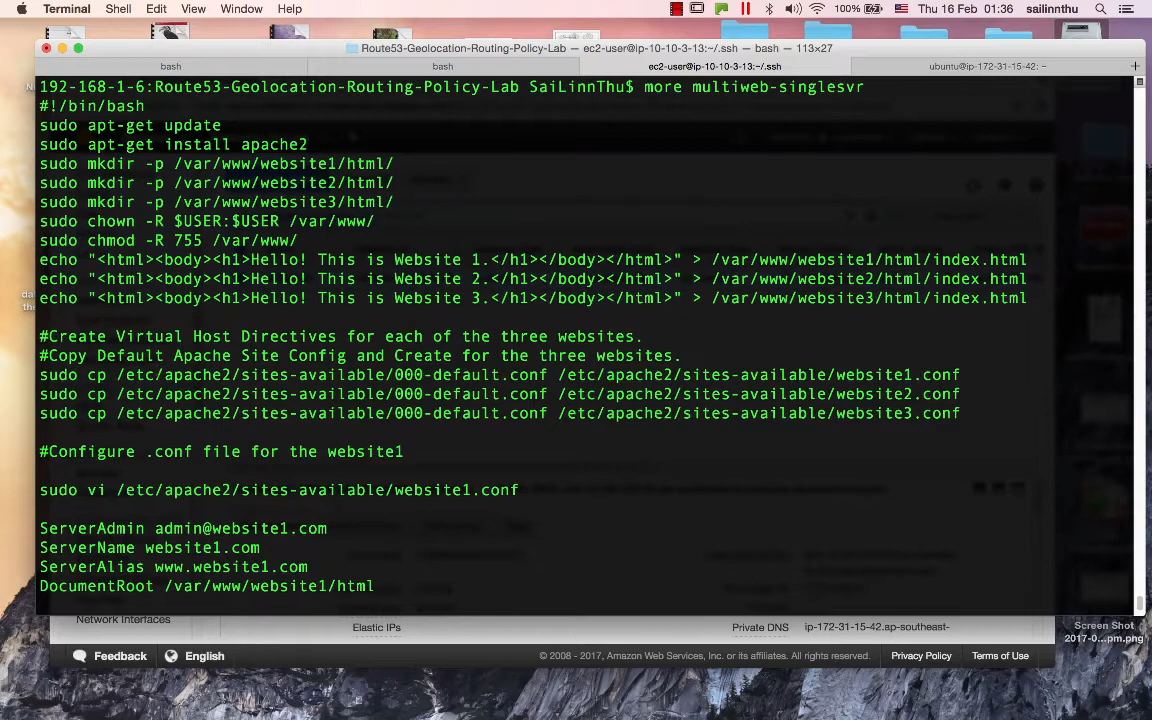 Terminal Shell Edit View Window Help 100% Thu 16 Feb 01:36 sailinnthu
Route53-Geolocation-Routing-Policy-Lab — ec2-user@ip-10-10-3-13:~/.ssh — bash — 113×27
bash bash ec2-user@ip-10-10-3-13:~/.ssh ubuntu@ip-172-31-15-42: ~ +
192-168-1-6:Route53-Geolocation-Routing-Policy-Lab SaiLinnThu$ more multiweb-singlesvr
#!/bin/bash
sudo apt-get update
sudo apt-get install apache2
sudo mkdir -p /var/www/website1/html/
sudo mkdir -p /var/www/website2/html/
sudo mkdir -p /var/www/website3/html/
sudo chown -R $USER:$USER /var/www/
sudo chmod -R 755 /var/www/
echo "<html><body><h1>Hello! This is Website 1.</h1></body></html>" > /var/www/website1/html/index.html
echo "<html><body><h1>Hello! This is Website 2.</h1></body></html>" > /var/www/website2/html/index.html
echo "<html><body><h1>Hello! This is Website 3.</h1></body></html>" > /var/www/website3/html/index.html
#Create Virtual Host Directives for each of the three websites.
#Copy Default Apache Site Config and Create for the three websites.
sudo cp /etc/apache2/sites-available/000-default.conf /etc/apache2/sites-available/website1.conf
sudo cp /etc/apache2/sites-available/000-default.conf /etc/apache2/sites-available/website2.conf
sudo cp /etc/apache2/sites-available/000-default.conf /etc/apache2/sites-available/website3.conf
#Configure .conf file for the website1
sudo vi /etc/apache2/sites-available/website1.conf
ServerAdmin admin@website1.com
ServerName website1.com
ServerAlias www.website1.com
DocumentRoot /var/www/website1/html
Network Interfaces Elastic IPs Private DNS ip-172-31-15-42.ap-southeast-
Screen Shot
2017-0...pm.png
Feedback English © 2008 - 2017, Amazon Web Services, Inc. or its affiliates. All rights reserved. Privacy Policy Terms of Use